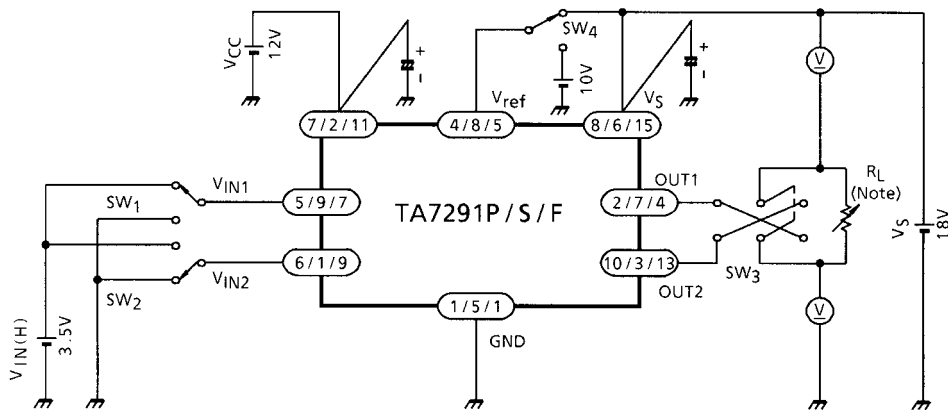 VCC
12V
+
-
SW4
10V
+
-
V
Vref
VS
7/2/11
4/8/5
8/6/15
VIN1
5/9/7
SW1
TA7291P/S/F
OUT1
2/7/4
RL
(Note)
VS
18V
6/1/9
VIN2
SW2
10/3/13
OUT2
SW3
VIN(H)
3.5V
1/5/1
GND
V